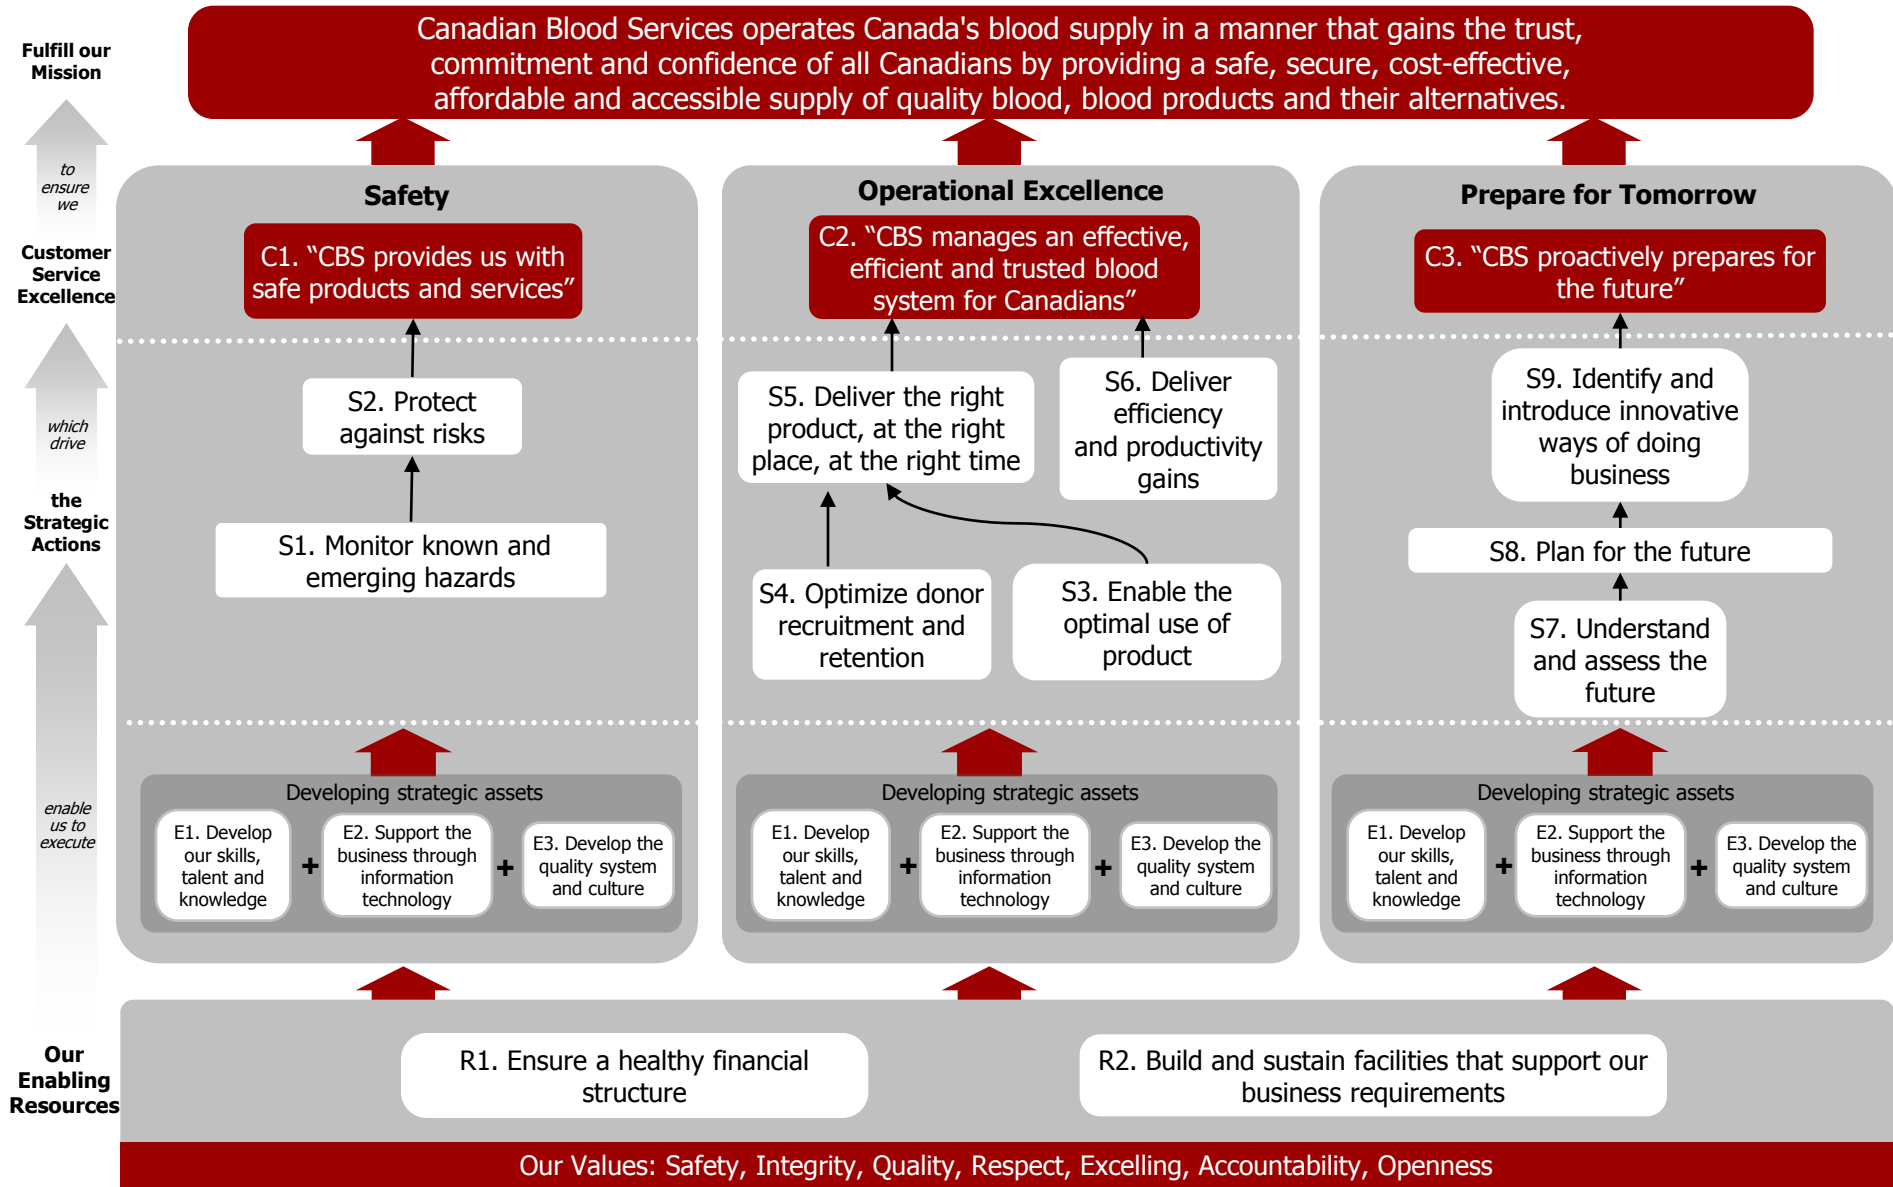 Canadian Blood Services operates Canada's blood supply in a manner that gains the trust,
commitment and confidence of all Canadians by providing a safe, secure, cost-effective,
affordable and accessible supply of quality blood, blood products and their alternatives.
Fulfill our
Mission
to
ensure
we
Customer
Service
Excellence
which
drive
the
Strategic
Actions
enable
us to
execute
Our
Enabling
Resources
Safety
C1. “CBS provides us with
safe products and services”
S2. Protect
against risks
S1. Monitor known and
emerging hazards
Developing strategic assets
E1. Develop
our skills,
talent and
knowledge
+
E2. Support the
business through
information
technology
+
E3. Develop the
quality system
and culture
Operational Excellence
C2. “CBS manages an effective,
efficient and trusted blood
system for Canadians”
S5. Deliver the right
product, at the right
place, at the right time
S6. Deliver
efficiency
and productivity
gains
S4. Optimize donor
recruitment and
retention
S3. Enable the
optimal use of
product
Developing strategic assets
E1. Develop
our skills,
talent and
knowledge
+
E2. Support the
business through
information
technology
+
E3. Develop the
quality system
and culture
Prepare for Tomorrow
C3. “CBS proactively prepares for
the future”
S9. Identify and
introduce innovative
ways of doing
business
S8. Plan for the future
S7. Understand
and assess the
future
Developing strategic assets
E1. Develop
our skills,
talent and
knowledge
+
E2. Support the
business through
information
technology
+
E3. Develop the
quality system
and culture
R1. Ensure a healthy financial
structure
R2. Build and sustain facilities that support our
business requirements
Our Values: Safety, Integrity, Quality, Respect, Excelling, Accountability, Openness